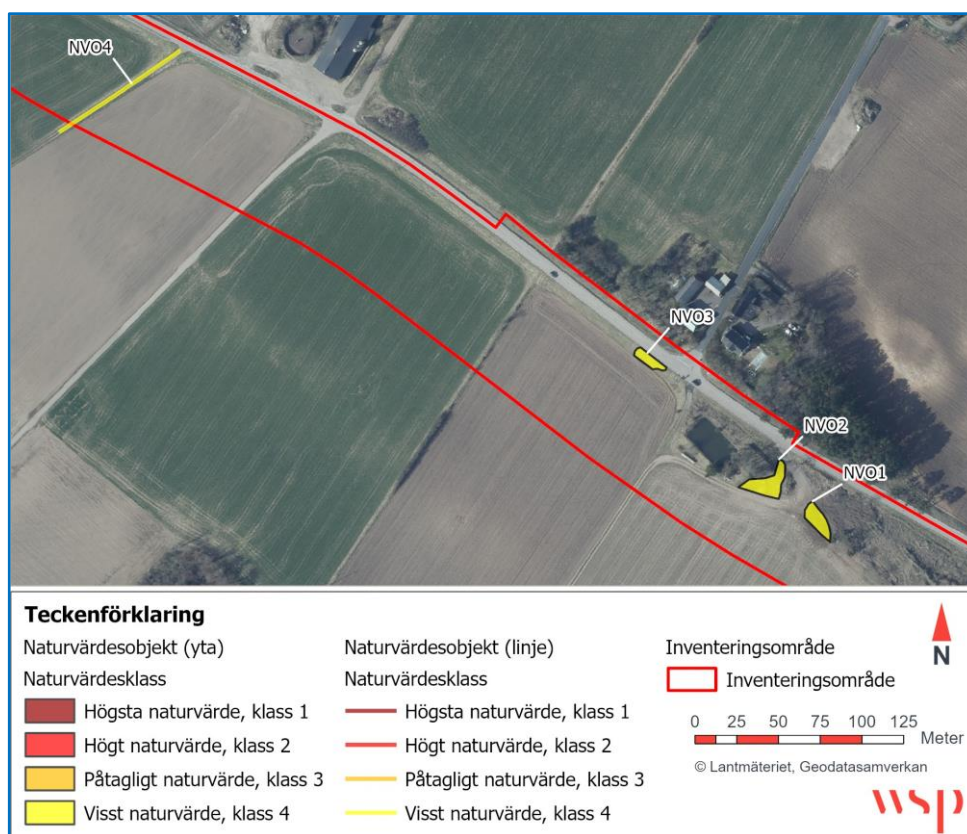 NVO4
NVO3
NVO2
NVO1
Teckenförklaring
Naturvärdesobjekt (yta)
Naturvärdesklass
Högsta naturvärde, klass 1
Högt naturvärde, klass 2
Påtagligt naturvärde, klass 3
Visst naturvärde, klass 4
Naturvärdesobjekt (linje)
Naturvärdesklass
Högsta naturvärde, klass 1
Högt naturvärde, klass 2
Påtagligt naturvärde, klass 3
Visst naturvärde, klass 4
Inventeringsområde
Inventeringsområde
N
0 25 50 75 100 125
Meter
© Lantmäteriet, Geodatasamverkan
wsp